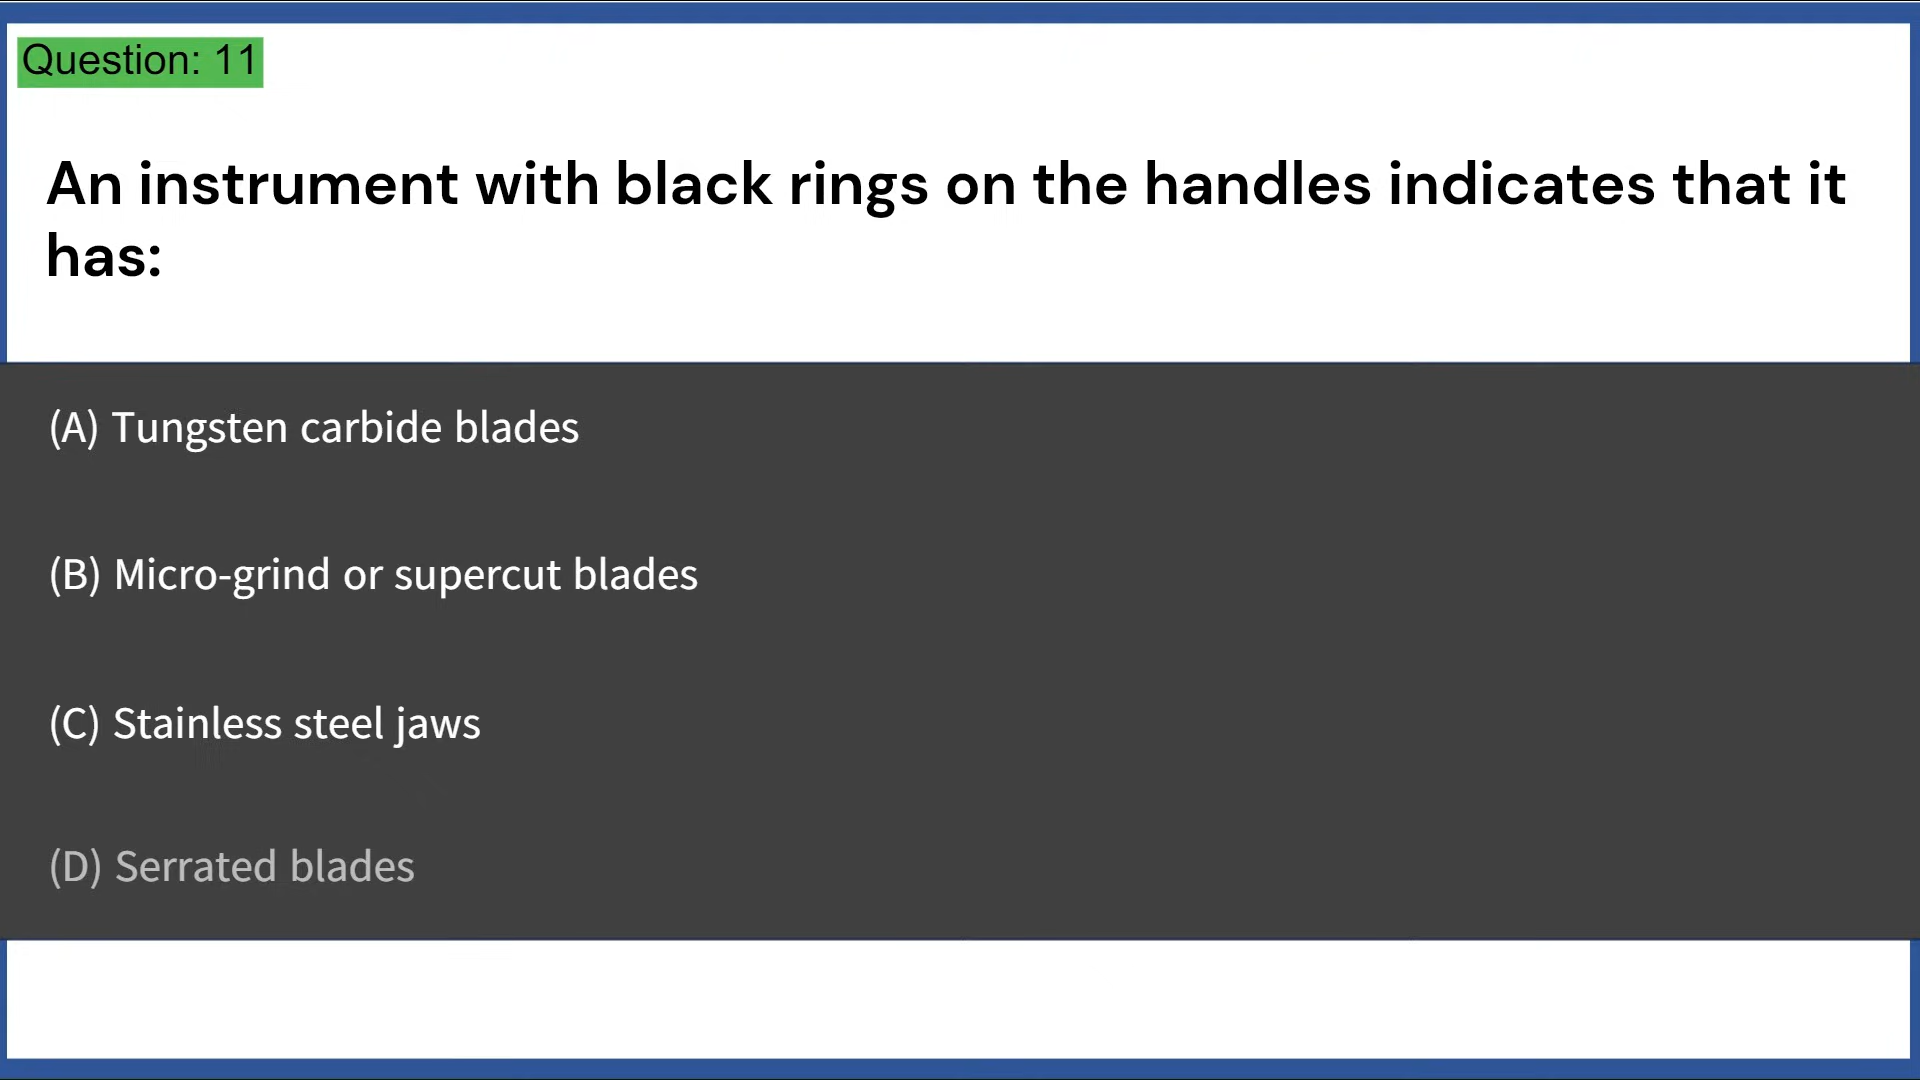 Question: 11
An instrument with black rings on the handles indicates that it
has:
(A) Tungsten carbide blades
(B) Micro-grind or supercut blades
(C) Stainless steel jaws
(D) Serrated blades